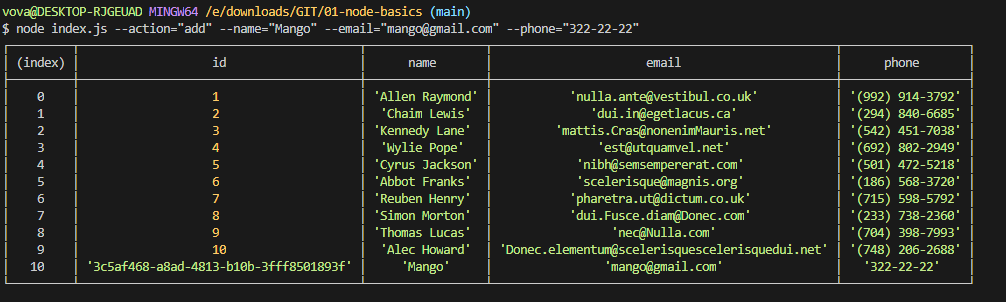 vova@DESKTOP-RJGEUAD MINGW64 /e/downloads/GIT/01-node-basics (main)
$ node index.js --action="add" --name="Mango" --email="mango@gmail.com" --phone="322-22-22"
(index) id name email phone
0 1 'Allen Raymond' 'nulla.ante@vestibul.co.uk' '(992) 914-3792'
1 2 'Chaim Lewis' 'dui.in@egetlacus.ca' '(294) 840-6685'
2 3 'Kennedy Lane' 'mattis.Cras@nonenimMauris.net' '(542) 451-7038'
3 4 'Wylie Pope' 'est@utquamvel.net' '(692) 802-2949'
4 5 'Cyrus Jackson' 'nibh@semsempererat.com' '(501) 472-5218'
5 6 'Abbot Franks' 'scelerisque@magnis.org' '(186) 568-3720'
6 7 'Reuben Henry' 'pharetra.ut@dictum.co.uk' '(715) 598-5792'
7 8 'Simon Morton' 'dui.Fusce.diam@Donec.com' '(233) 738-2360'
8 9 'Thomas Lucas' 'nec@Nulla.com' '(704) 398-7993'
9 10 'Alec Howard' 'Donec.elementum@scelerisquescelerisquedui.net' '(748) 206-2688'
10 '3c5af468-a8ad-4813-b10b-3fff8501893f' 'Mango' 'mango@gmail.com' '322-22-22'